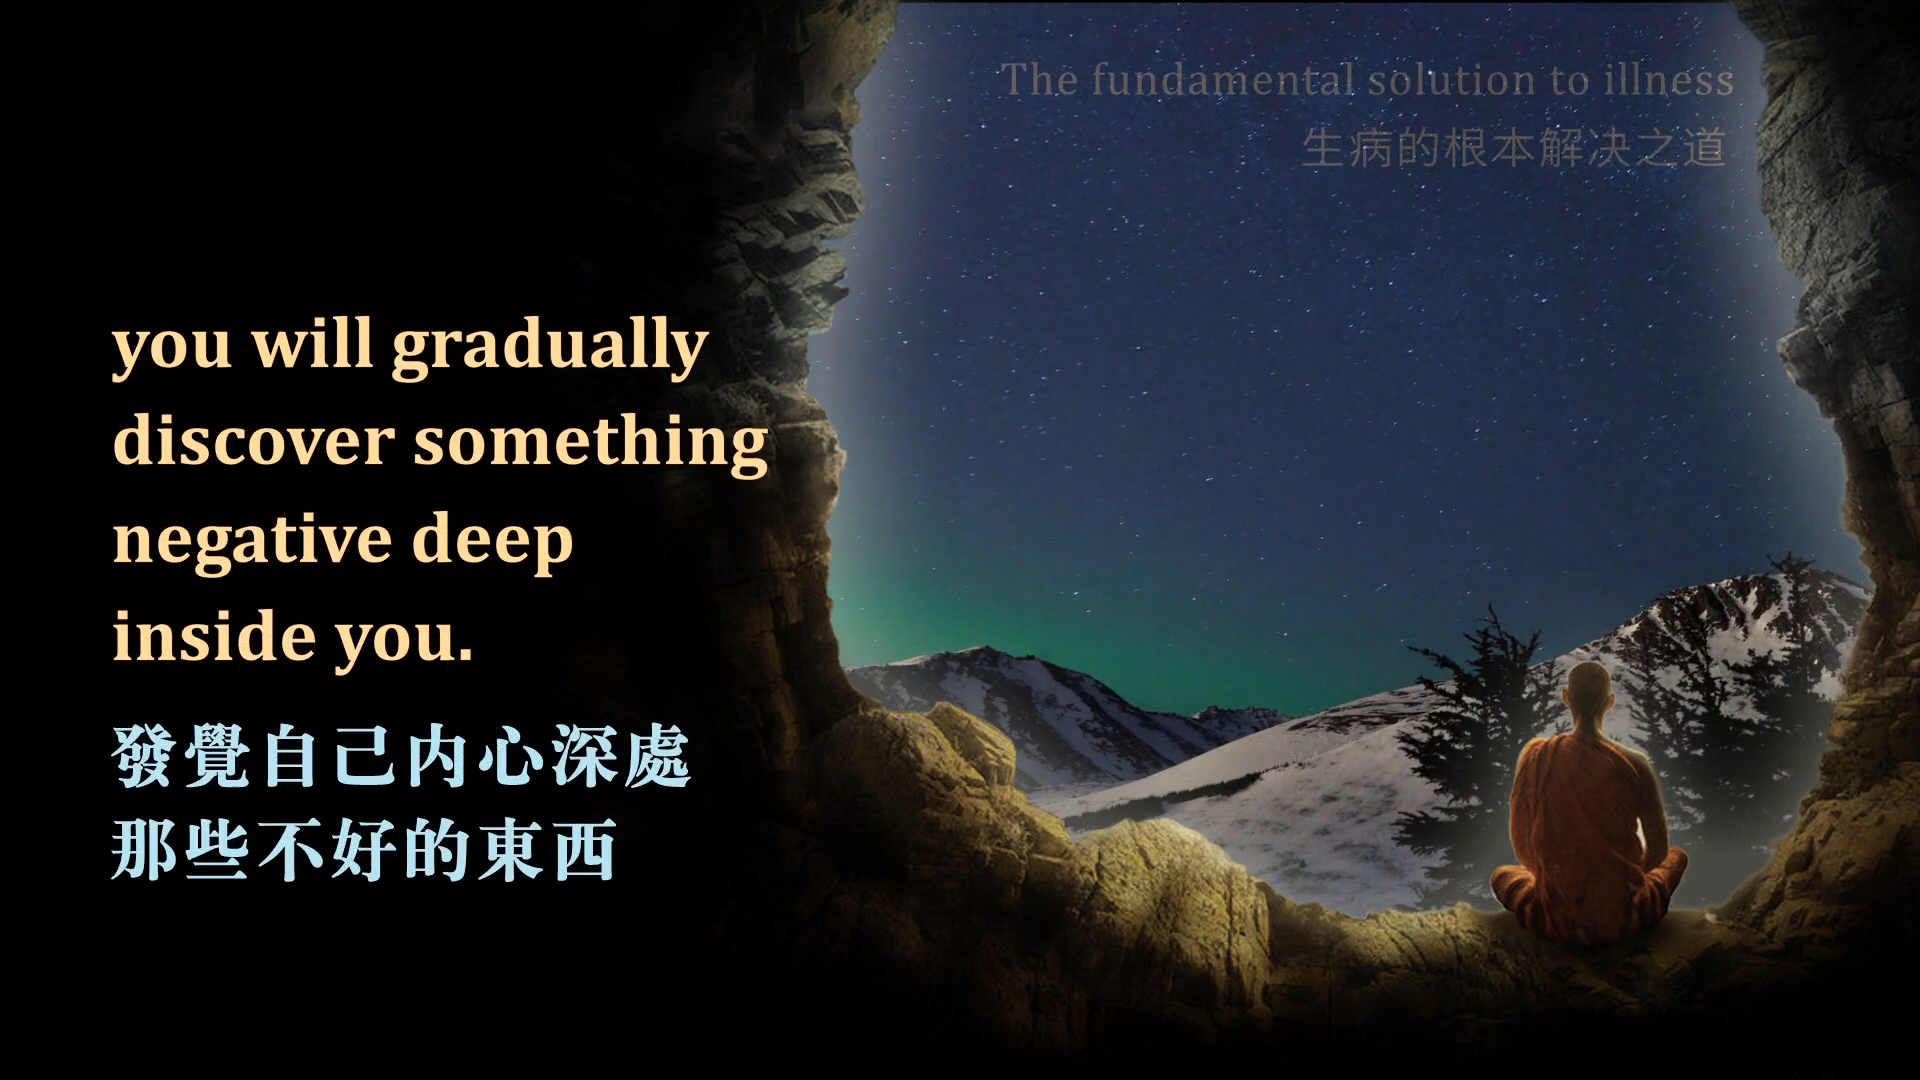 The fundamental solution to illness
生病的根本解决之道
you will gradually
discover something
negative deep
inside you.
發覺自己内心深處
那些不好的東西